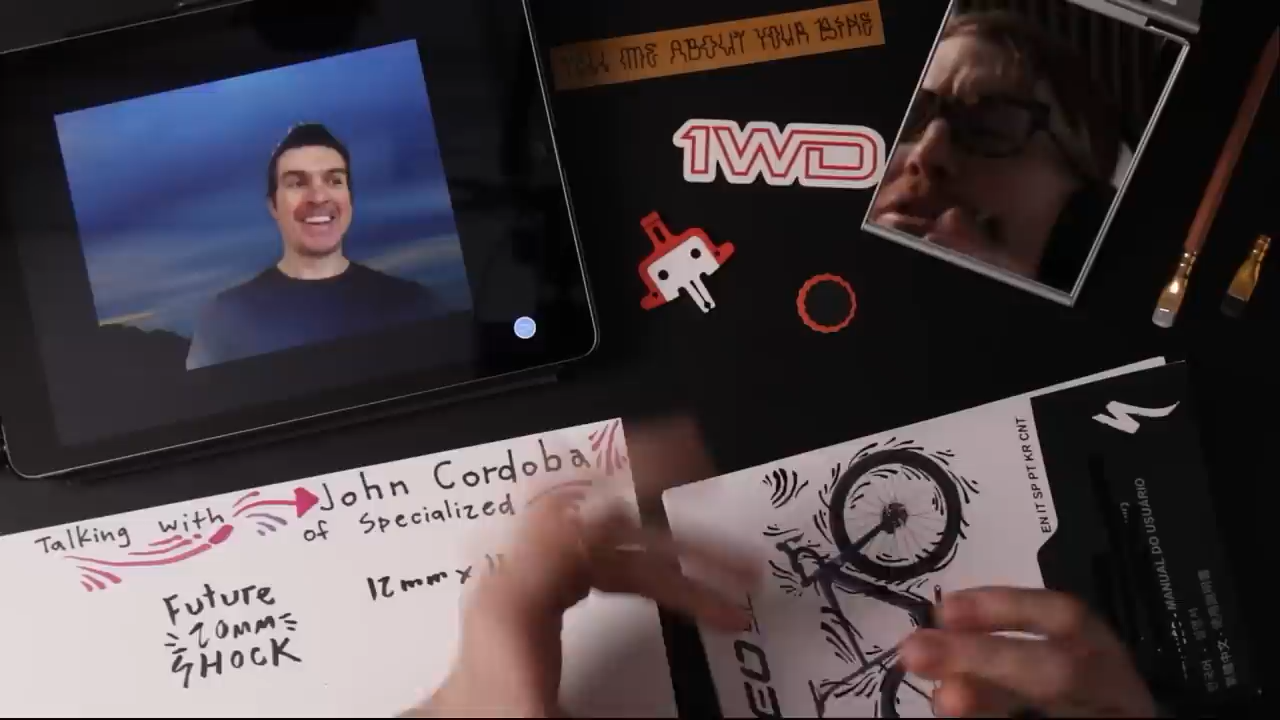 TELL ME ABOUT YOUR BIKE
1WD
Talking with John Cordoba
of Specialized
Future
20mm
SHOCK
12mm x
EN IT SP PT KR CNT
MANUAL DO USUÁRIO